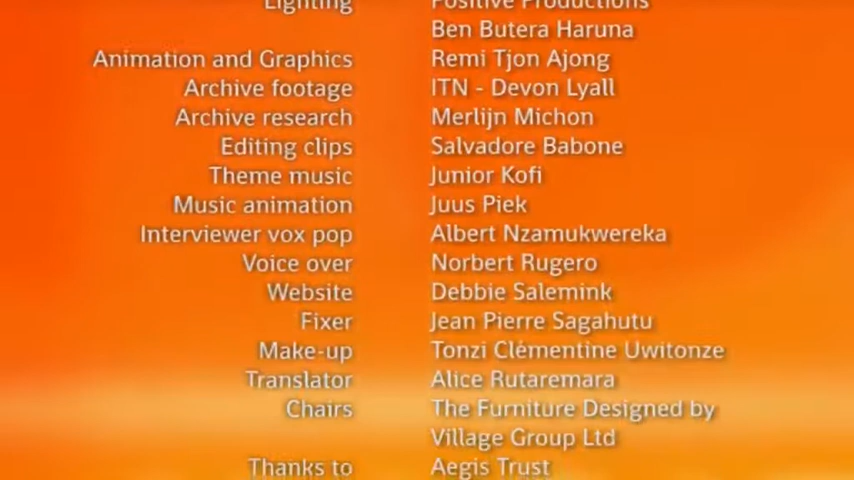 Lighting Positive Productions
Ben Butera Haruna
Animation and Graphics Remi Tjon Ajong
Archive footage ITN - Devon Lyall
Archive research Merlijn Michon
Editing clips Salvadore Babone
Theme music Junior Kofi
Music animation Juus Piek
Interviewer vox pop Albert Nzamukwereka
Voice over Norbert Rugero
Website Debbie Salemink
Fixer Jean Pierre Sagahutu
Make-up Tonzi Clémentine Uwitonze
Translator Alice Rutaremara
Chairs The Furniture Designed by
Village Group Ltd
Thanks to Aegis Trust